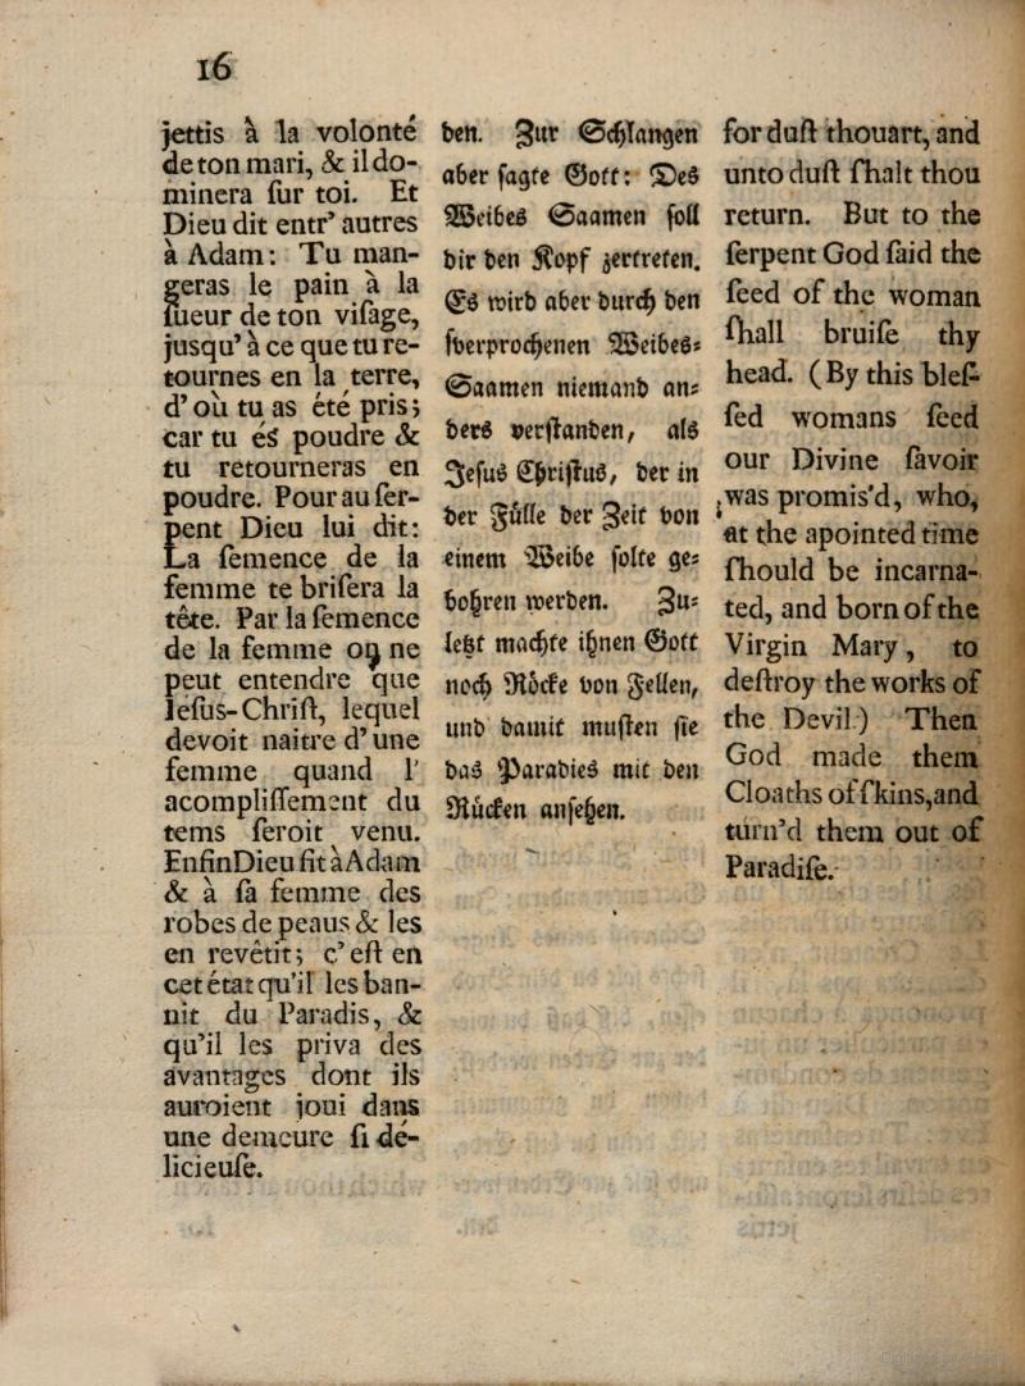 16
jettis à la volonté
de ton mari, & il do-
minera ſur toi. Et
Dieu dit entr' autres
à Adam: Tu man-
geras le pain à la
ſueur de ton viſage,
jusqu' à ce que tu re-
tournes en la terre,
d' où tu as été pris;
car tu és poudre &
tu retourneras en
poudre. Pour au ſer-
pent Dieu lui dit:
La ſemence de la
femme te briſera la
tête. Par la ſemence
de la femme on ne
peut entendre que
Ieſus-Chriſt, lequel
devoit naitre d' une
femme quand l'
acompliſſement du
tems ſeroit venu.
Enfin Dieu fit à Adam
& à ſa femme des
robes de peaus & les
en revêtit; c' eſt en
cet état qu'il les ban-
nit du Paradis, &
qu'il les priva des
avantages dont ils
auroient joui dans
une demeure ſi dé-
licieuſe.
ben. Zur Schlangen
aber ſagte Gott: Des
Weibes Saamen ſoll
dir den Kopf zertreten.
Es wird aber durch den
ſverprochenen Weibes-
Saamen niemand an-
ders verſtanden, als
Jeſus Chriſtus, der in
der Fůlle der Zeit von
einem Weibe ſolte ge-
bohren werden. Zu-
letzt machte ihnen Gott
noch Rȯcke von Fellen,
und damit muſten ſie
das Paradies mit den
Růcken anſehen.
for duſt thou art, and
unto duſt ſhalt thou
return. But to the
ſerpent God ſaid the
ſeed of the woman
ſhall bruiſe thy
head. (By this bleſ-
ſed womans ſeed
our Divine ſavoir
was promis'd, who,
at the apointed time
ſhould be incarna-
ted, and born of the
Virgin Mary, to
deſtroy the works of
the Devil.) Then
God made them
Cloaths of ſkins, and
turn'd them out of
Paradiſe.